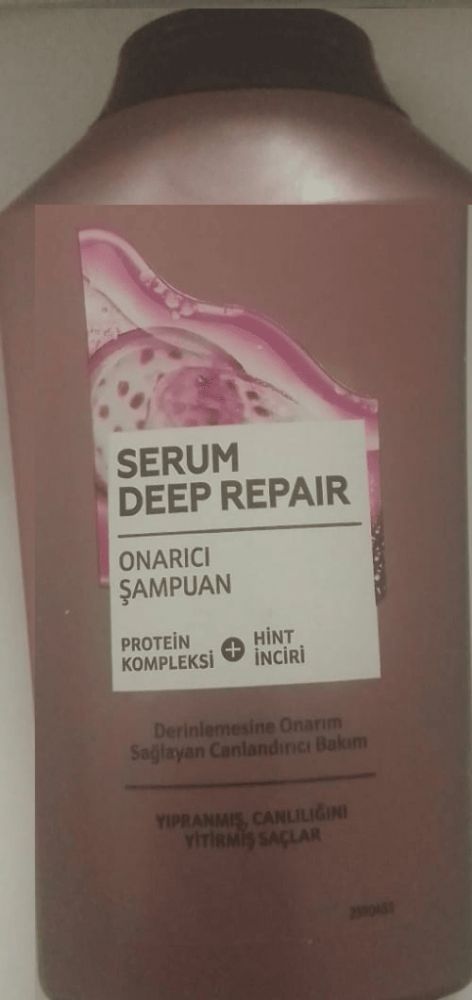 SERUM
DEEP REPAIR
ONARICI
ŞAMPUAN
PROTEİN
KOMPLEKSİ
+
HİNT
İNCİRİ
Derinlemesine Onarım
Sağlayan Canlandırıcı Bakım
YIPRANMIŞ, CANLILIĞINI
YİTİRMİŞ SAÇLAR